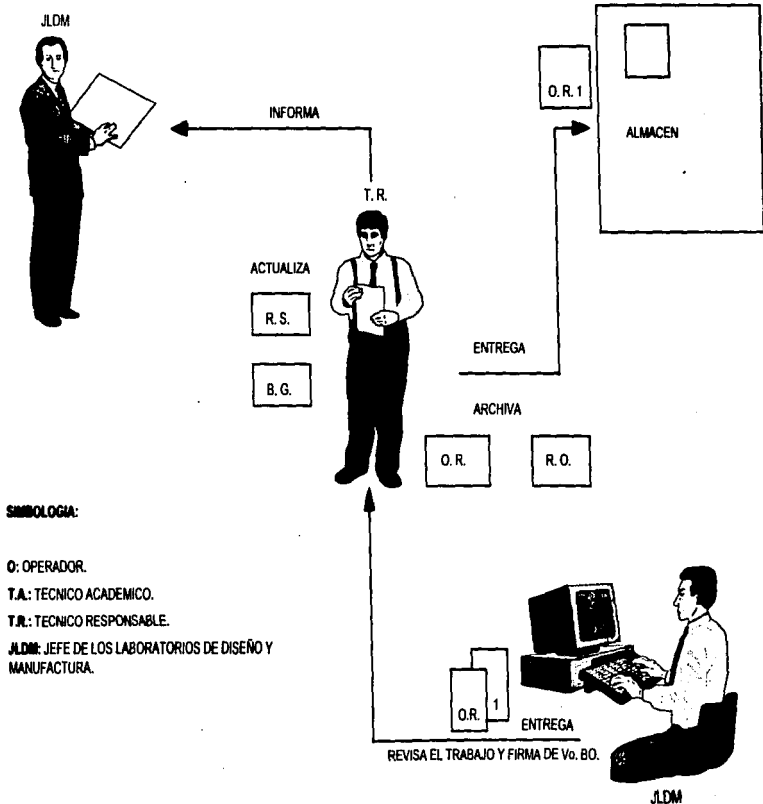 JLDM
INFORMA
O. R. 1
ALMACEN
T. R.
ACTUALIZA
R. S.
B. G.
ENTREGA
ARCHIVA
O. R.
R. O.
SIMBOLOGIA:
O: OPERADOR.
T.A.: TECNICO ACADEMICO.
T.R.: TECNICO RESPONSABLE.
JLDM: JEFE DE LOS LABORATORIOS DE DISEÑO Y
MANUFACTURA.
O.R. 1
ENTREGA
REVISA EL TRABAJO Y FIRMA DE Vo. BO.
JLDM